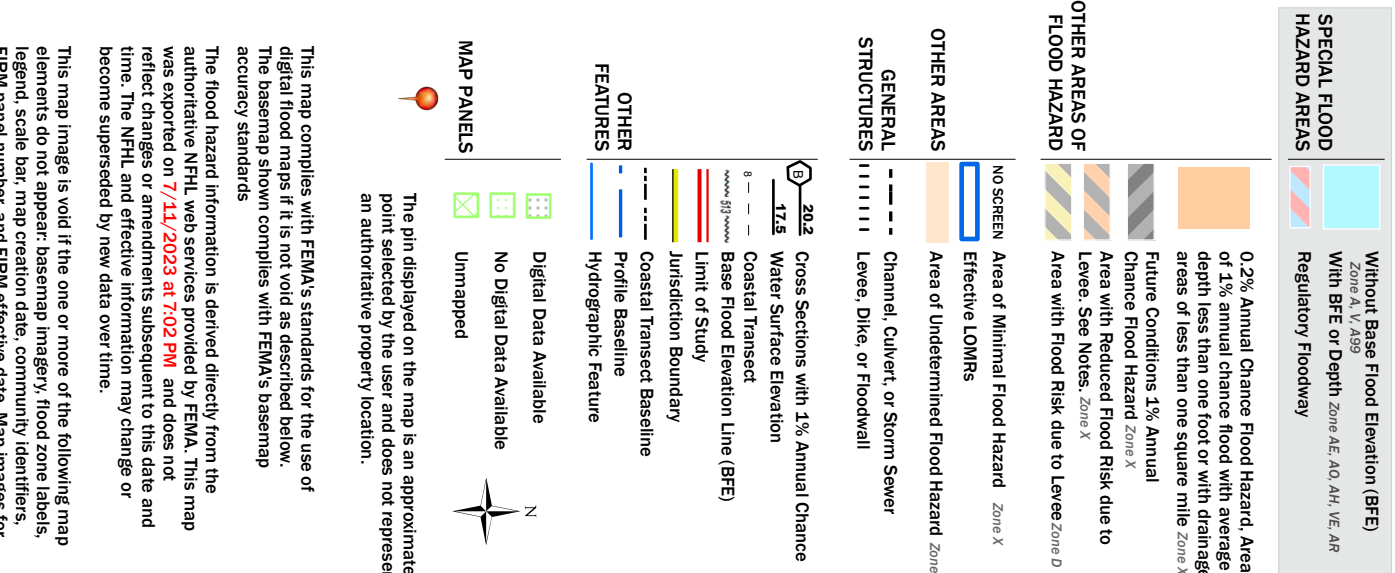 SPECIAL FLOOD
HAZARD AREAS
Without Base Flood Elevation (BFE)
Zone A, V, A99
With BFE or Depth Zone AE, AO, AH, VE, AR
Regulatory Floodway
0.2% Annual Chance Flood Hazard, Area
of 1% annual chance flood with average
depth less than one foot or with drainage
areas of less than one square mile Zone X
Future Conditions 1% Annual
Chance Flood Hazard Zone X
Area with Reduced Flood Risk due to
Levee. See Notes. Zone X
Area with Flood Risk due to Levee Zone D
OTHER AREAS OF
FLOOD HAZARD
NO SCREEN Area of Minimal Flood Hazard Zone X
Effective LOMRs
OTHER AREAS
Area of Undetermined Flood Hazard Zone
GENERAL
STRUCTURES
Channel, Culvert, or Storm Sewer
Levee, Dike, or Floodwall
B 20.2 Cross Sections with 1% Annual Chance
17.5 Water Surface Elevation
8 Coastal Transect
513 Base Flood Elevation Line (BFE)
Limit of Study
Jurisdiction Boundary
Coastal Transect Baseline
OTHER
FEATURES
Profile Baseline
Hydrographic Feature
Digital Data Available
No Digital Data Available
Unmapped
MAP PANELS
N
The pin displayed on the map is an approximate
point selected by the user and does not represe
an authoritative property location.
This map complies with FEMA's standards for the use of
digital flood maps if it is not void as described below.
The basemap shown complies with FEMA's basemap
accuracy standards
The flood hazard information is derived directly from the
authoritative NFHL web services provided by FEMA. This map
was exported on 7/11/2023 at 7:02 PM and does not
reflect changes or amendments subsequent to this date and
time. The NFHL and effective information may change or
become superseded by new data over time.
This map image is void if the one or more of the following map
elements do not appear: basemap imagery, flood zone labels,
legend, scale bar, map creation date, community identifiers,
FIRM panel number, and FIRM effective date. Map images for